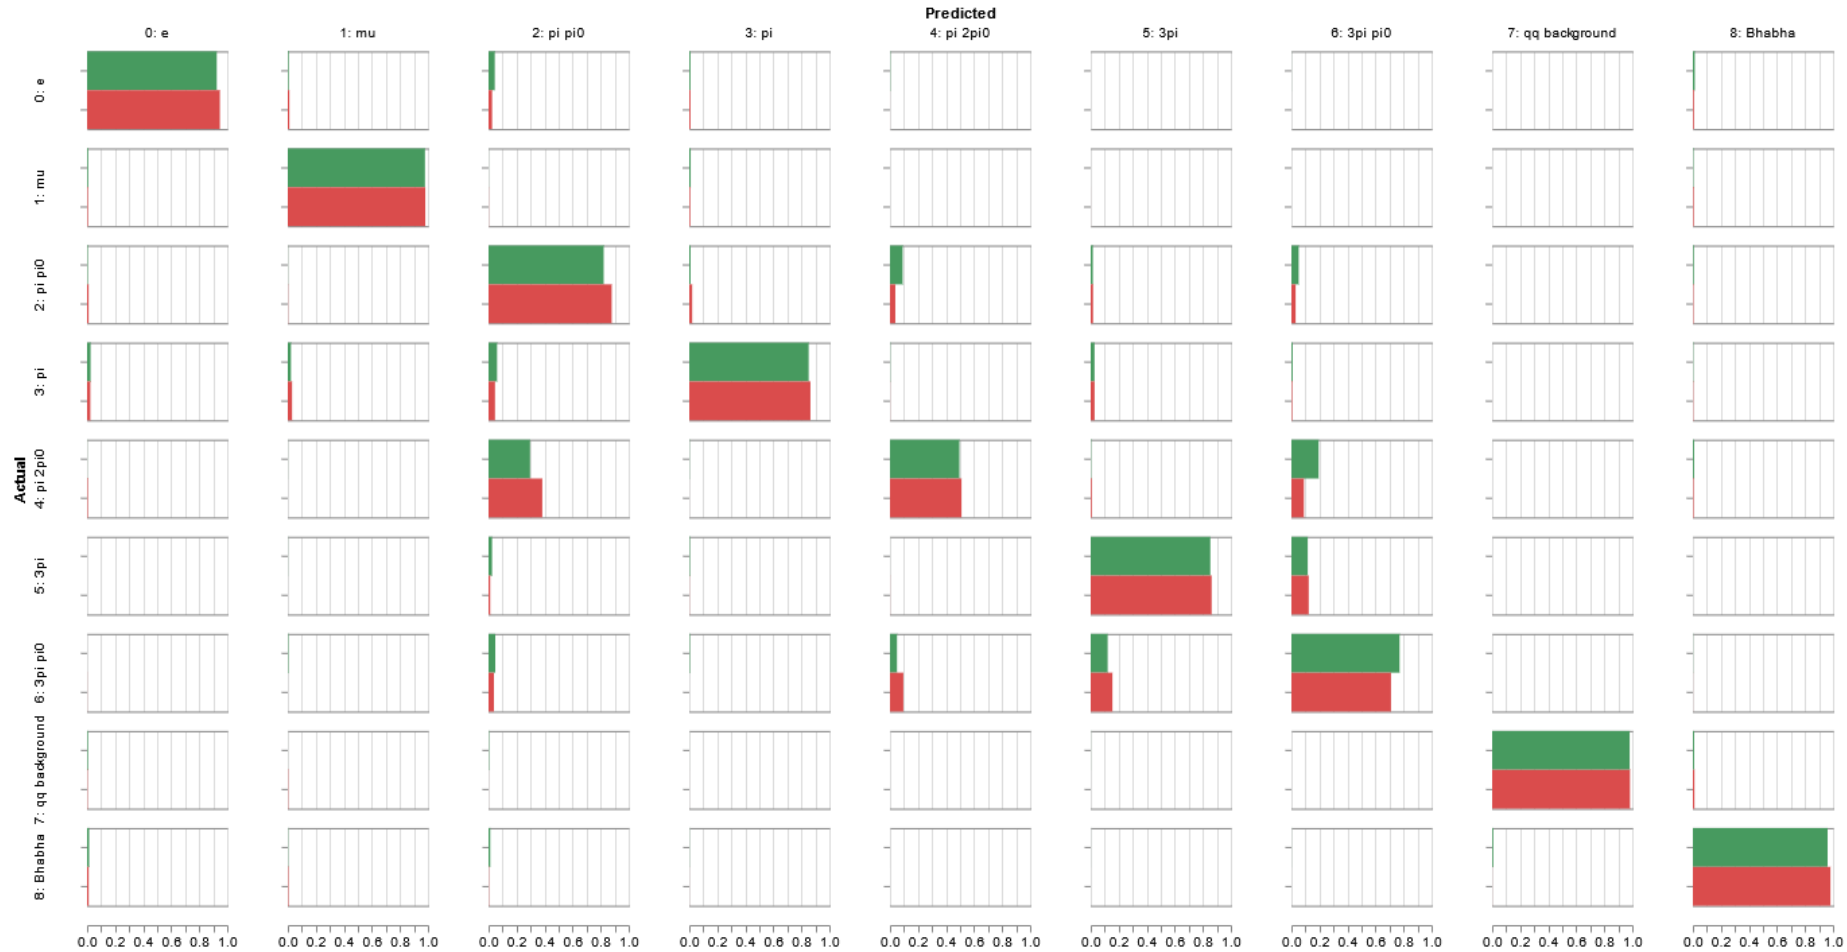 Predicted
0: e 1: mu 2: pi pi0 3: pi 4: pi 2pi0 5: 3pi 6: 3pi pi0 7: qq background 8: Bhabha
Actual
0: e
1: mu
2: pi pi0
3: pi
4: pi 2pi0
5: 3pi
6: 3pi pi0
7: qq background
8: Bhabha
0.0 0.2 0.4 0.6 0.8 1.0 0.0 0.2 0.4 0.6 0.8 1.0 0.0 0.2 0.4 0.6 0.8 1.0 0.0 0.2 0.4 0.6 0.8 1.0 0.0 0.2 0.4 0.6 0.8 1.0 0.0 0.2 0.4 0.6 0.8 1.0 0.0 0.2 0.4 0.6 0.8 1.0 0.0 0.2 0.4 0.6 0.8 1.0 0.0 0.2 0.4 0.6 0.8 1.0